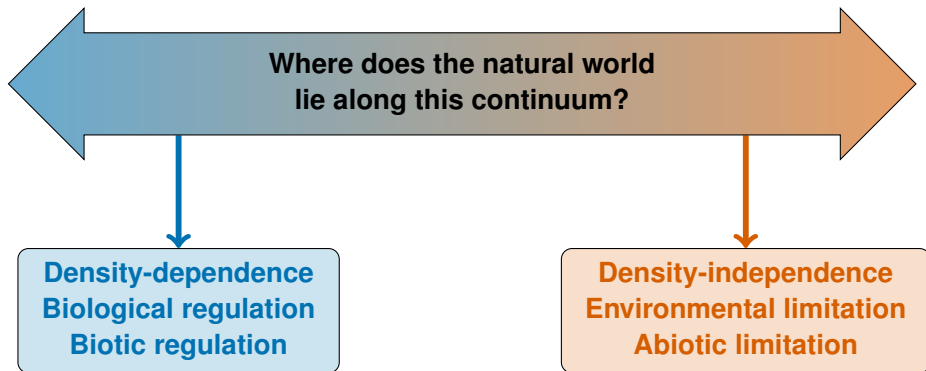 Where does the natural world
lie along this continuum?
Density-dependence
Biological regulation
Biotic regulation
Density-independence
Environmental limitation
Abiotic limitation